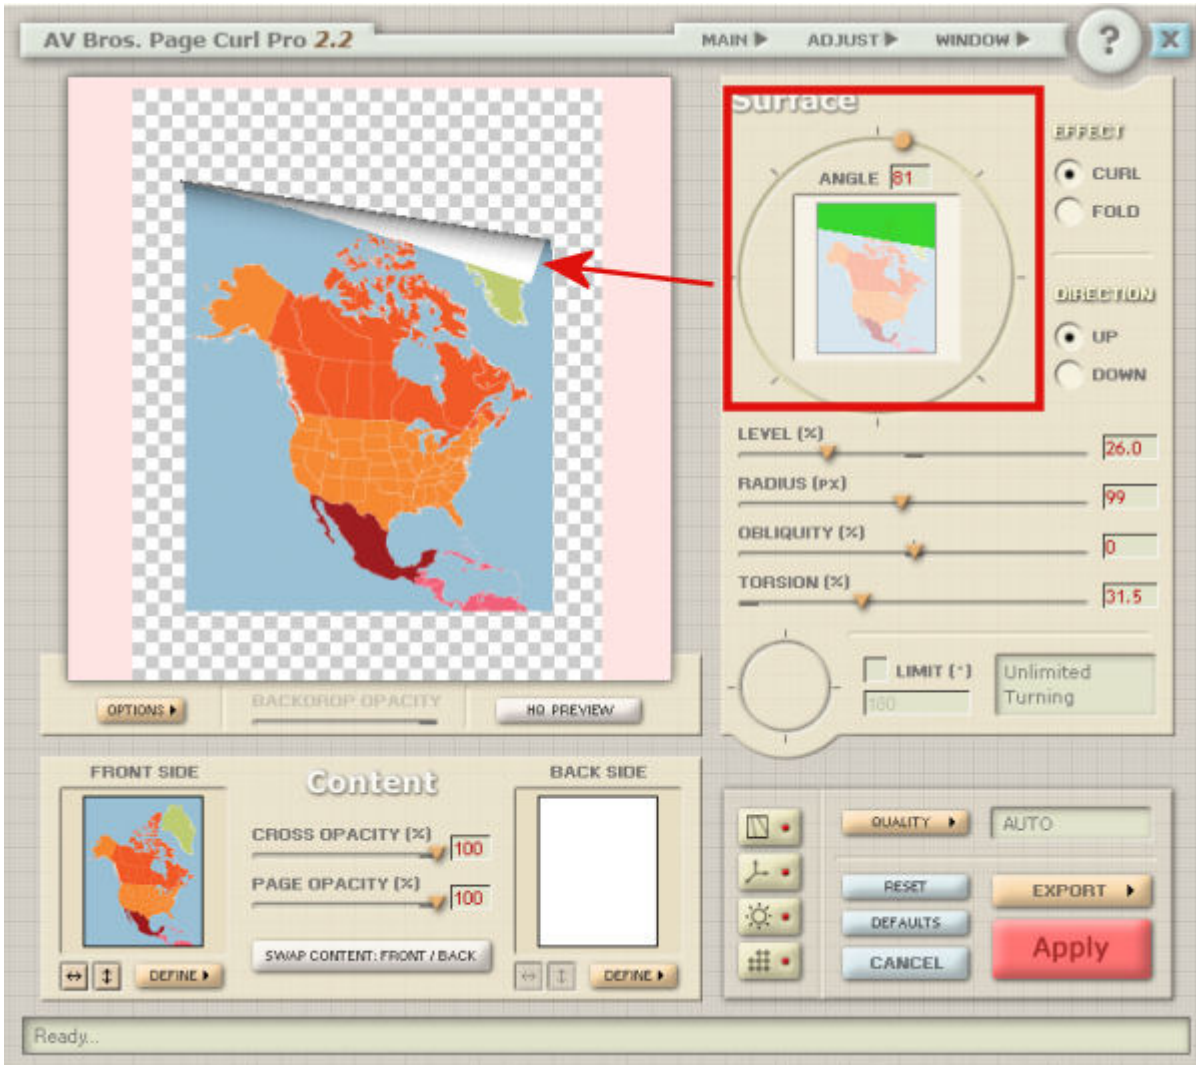 AV Bros. Page Curl Pro 2.2
MAIN
ADJUST
WINDOW
?
X
Surface
ANGLE 81
EFFECT
CURL
FOLD
DIRECTION
UP
DOWN
LEVEL (%)
26.0
RADIUS (PX)
99
OBLIQUITY (%)
0
TORSION (%)
31.5
LIMIT (°)
180
Unlimited
Turning
OPTIONS
BACKDROP OPACITY
HQ PREVIEW
FRONT SIDE
Content
BACK SIDE
CROSS OPACITY (%)
100
PAGE OPACITY (%)
100
SWAP CONTENT: FRONT / BACK
DEFINE
DEFINE
QUALITY
AUTO
RESET
DEFAULTS
CANCEL
EXPORT
Apply
Ready...